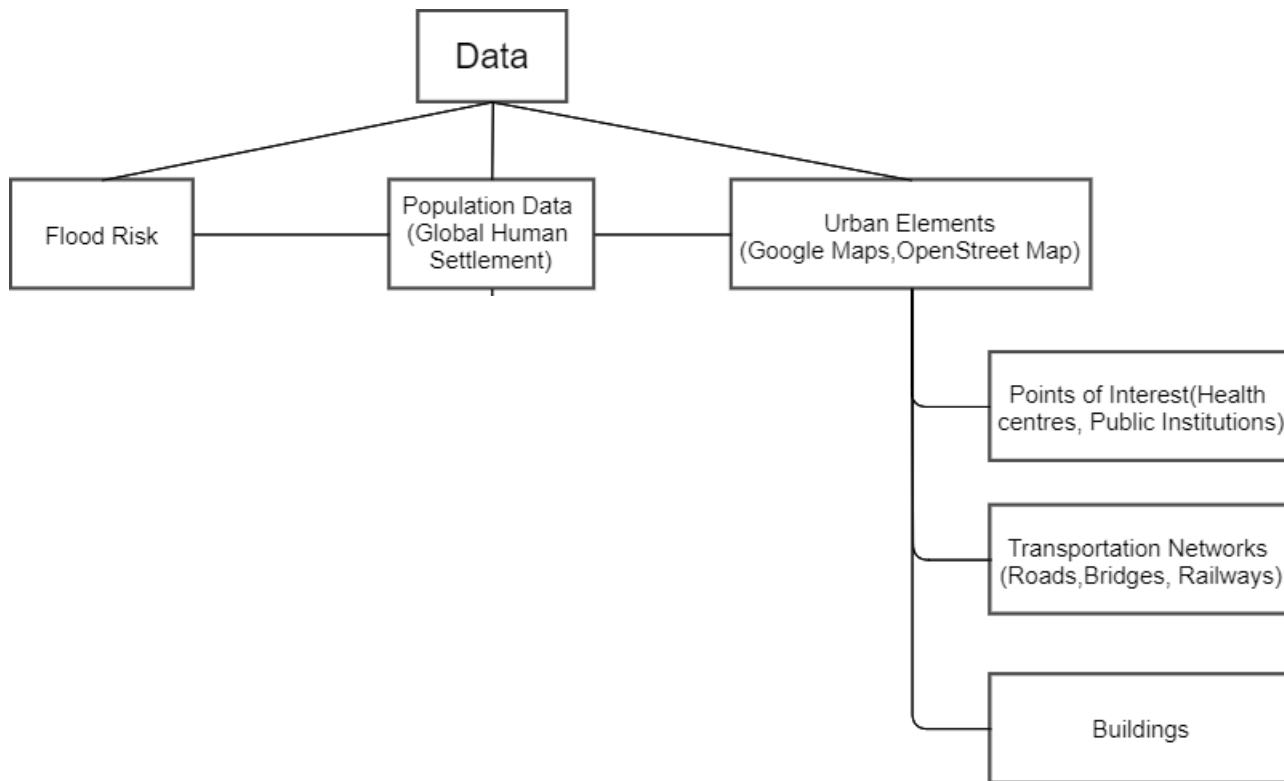 Data
Flood Risk
Population Data
(Global Human
Settlement)
Urban Elements
(Google Maps,OpenStreet Map)
Points of Interest(Health
centres, Public Institutions)
Transportation Networks
(Roads,Bridges, Railways)
Buildings